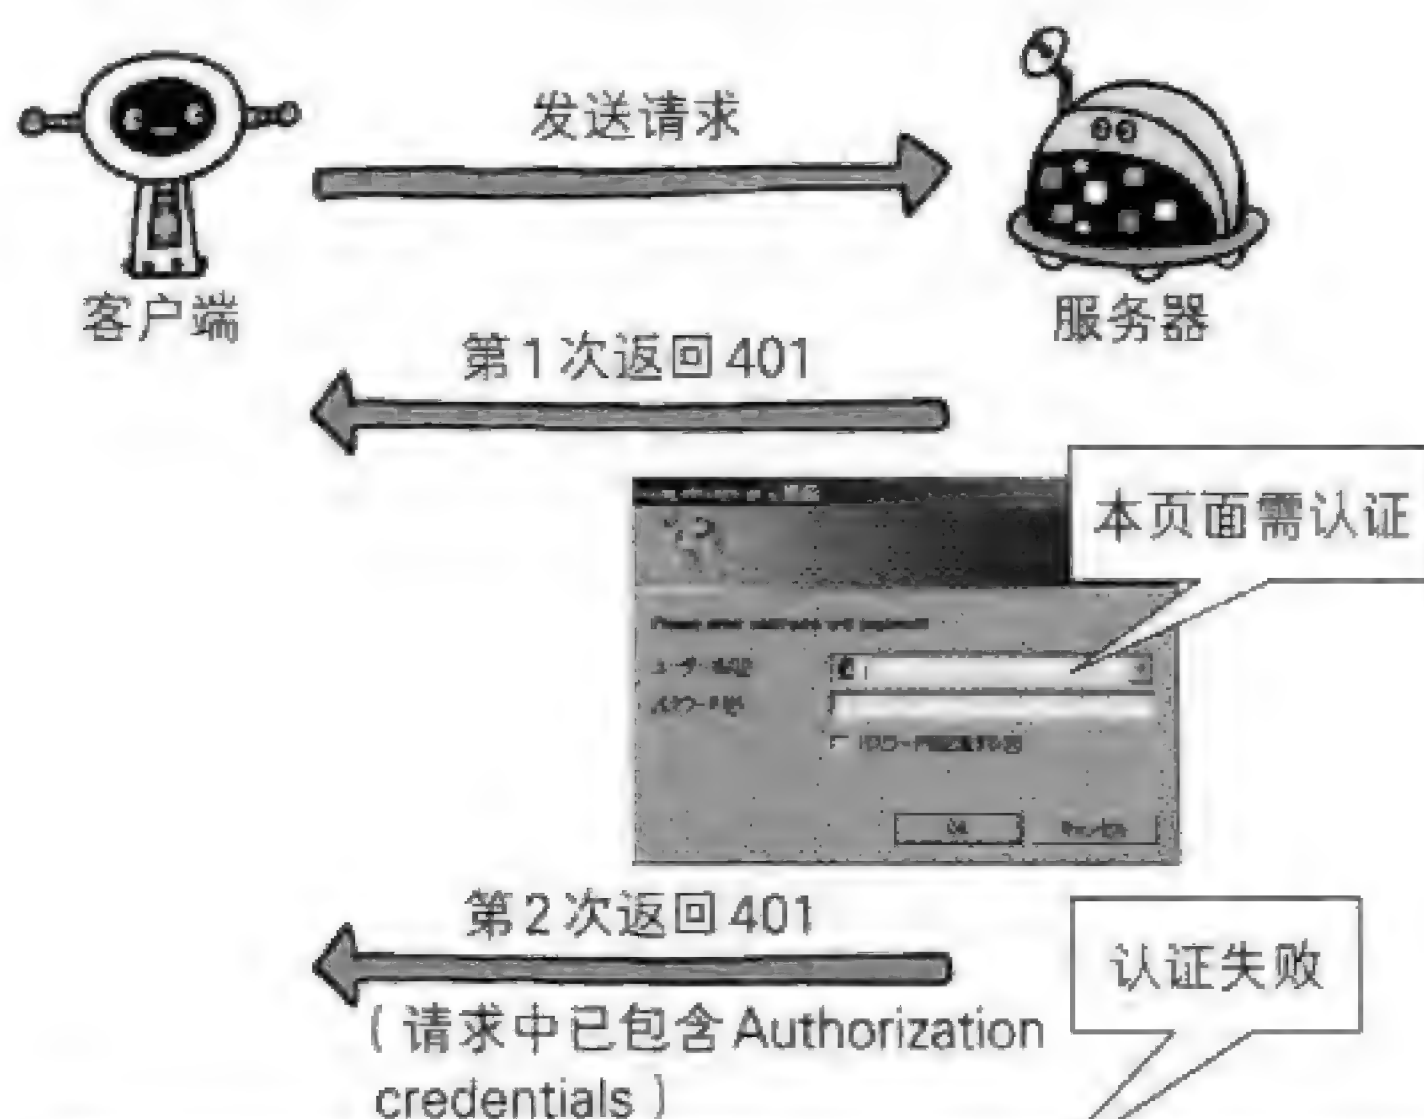 发送请求
客户端
服务器
第1次返回401
本页面需认证
OK
第2次返回401
认证失败
(请求中已包含Authorization
credentials)